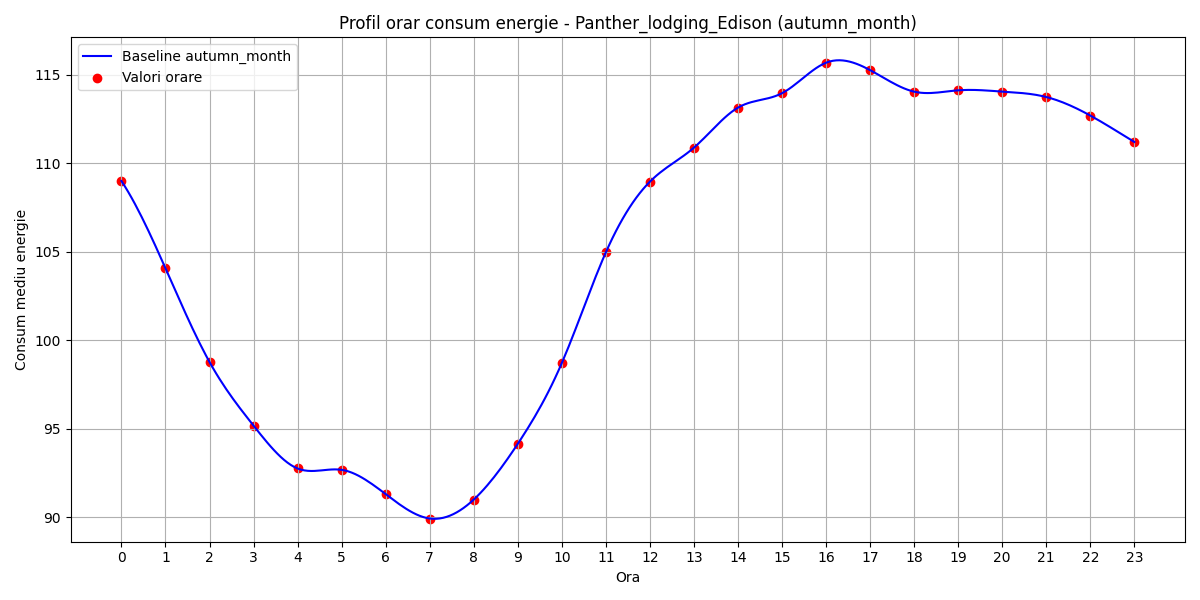 Profil orar consum energie - Panther_lodging_Edison (autumn_month)
Baseline autumn_month
Valori orare
Consum mediu energie
115
110
105
100
95
90
0 1 2 3 4 5 6 7 8 9 10 11 12 13 14 15 16 17 18 19 20 21 22 23
Ora